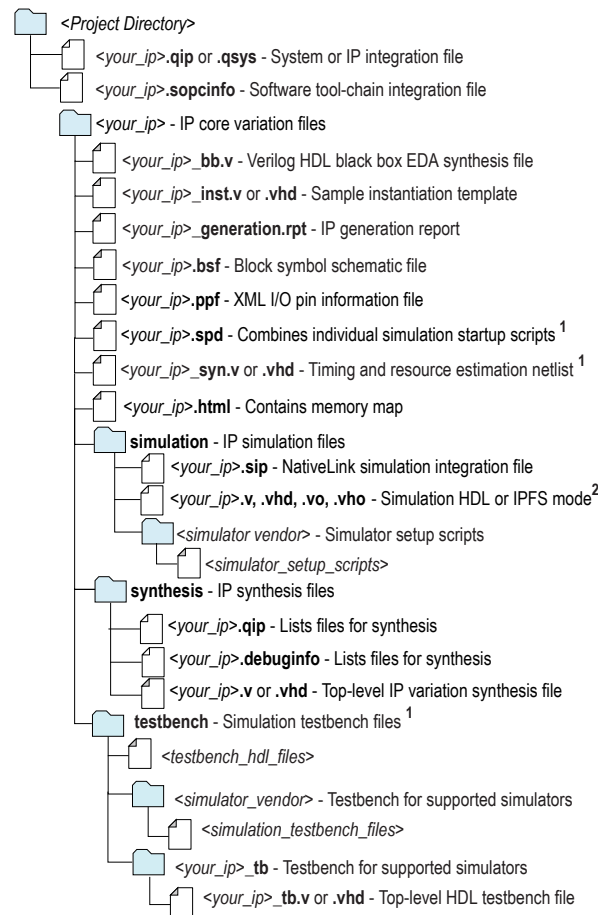 <Project Directory>
<your_ip>.qip or .qsys - System or IP integration file
<your_ip>.sopcinfo - Software tool-chain integration file
<your_ip> - IP core variation files
<your_ip>_bb.v - Verilog HDL black box EDA synthesis file
<your_ip>_inst.v or .vhd - Sample instantiation template
<your_ip>_generation.rpt - IP generation report
<your_ip>.bsf - Block symbol schematic file
<your_ip>.ppf - XML I/O pin information file
<your_ip>.spd - Combines individual simulation startup scripts 1
<your_ip>_syn.v or .vhd - Timing and resource estimation netlist 1
<your_ip>.html - Contains memory map
simulation - IP simulation files
<your_ip>.sip - NativeLink simulation integration file
<your_ip>.v, .vhd, .vo, .vho - Simulation HDL or IPFS mode2
<simulator vendor> - Simulator setup scripts
<simulator_setup_scripts>
synthesis - IP synthesis files
<your_ip>.qip - Lists files for synthesis
<your_ip>.debuginfo - Lists files for synthesis
<your_ip>.v or .vhd - Top-level IP variation synthesis file
testbench - Simulation testbench files 1
<testbench_hdl_files>
<simulator_vendor> - Testbench for supported simulators
<simulation_testbench_files>
<your_ip>_tb - Testbench for supported simulators
<your_ip>_tb.v or .vhd - Top-level HDL testbench file